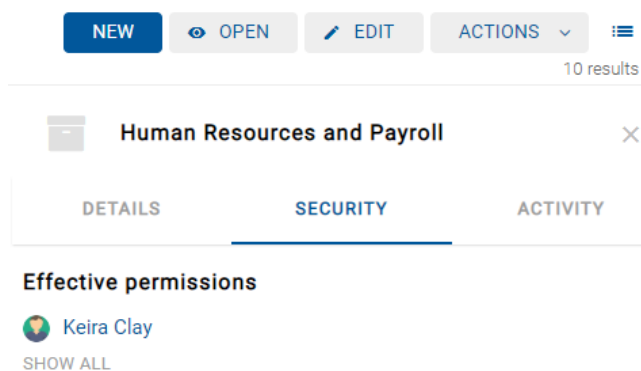 NEW OPEN EDIT ACTIONS
10 results
Human Resources and Payroll
DETAILS SECURITY ACTIVITY
Effective permissions
Keira Clay
SHOW ALL